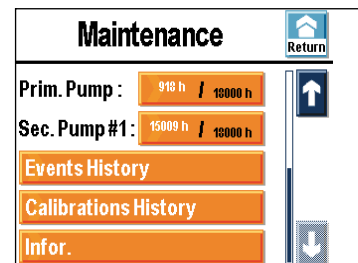 Maintenance
Return
Prim. Pump : 918 h / 18000 h
Sec. Pump #1 : 15009 h / 18000 h
Events History
Calibrations History
Infor.